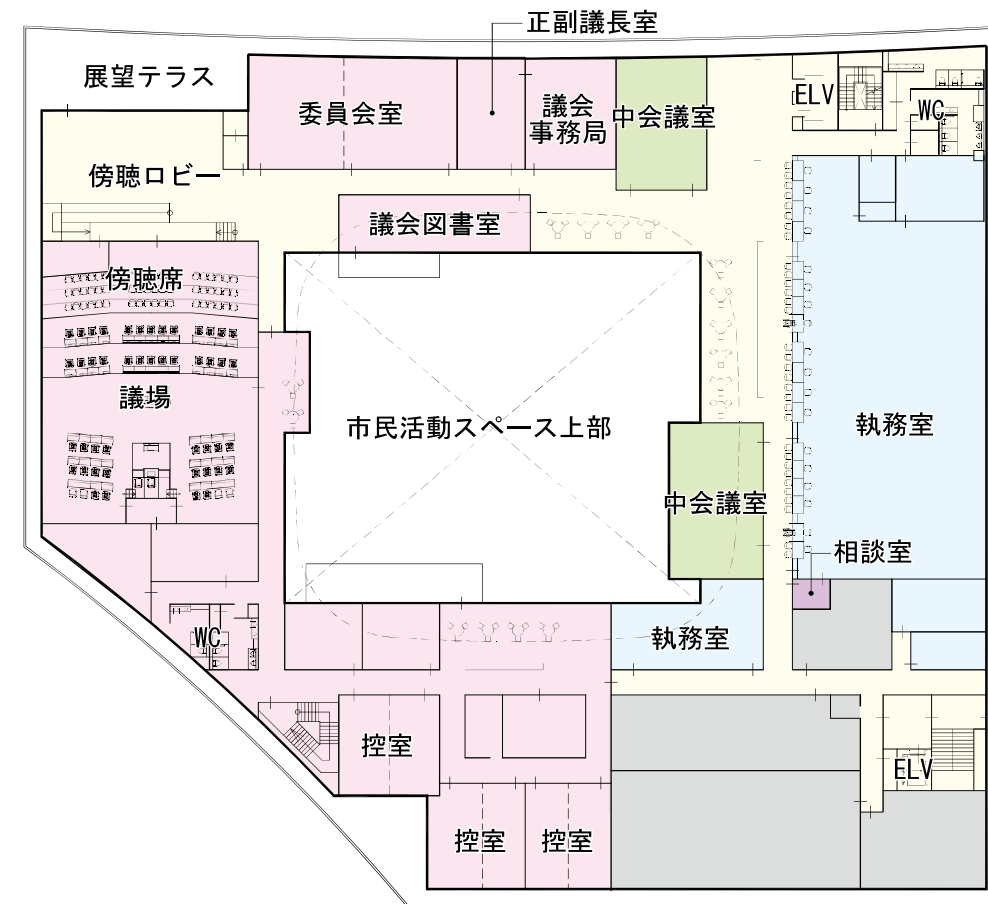 正副議長室
展望テラス
ELV
委員会室
議会
事務局
中会議室
WC
傍聴ロビー
議会図書室
傍聴席
議場
市民活動スペース上部
執務室
中会議室
相談室
WC
執務室
控室
ELV
控室
控室